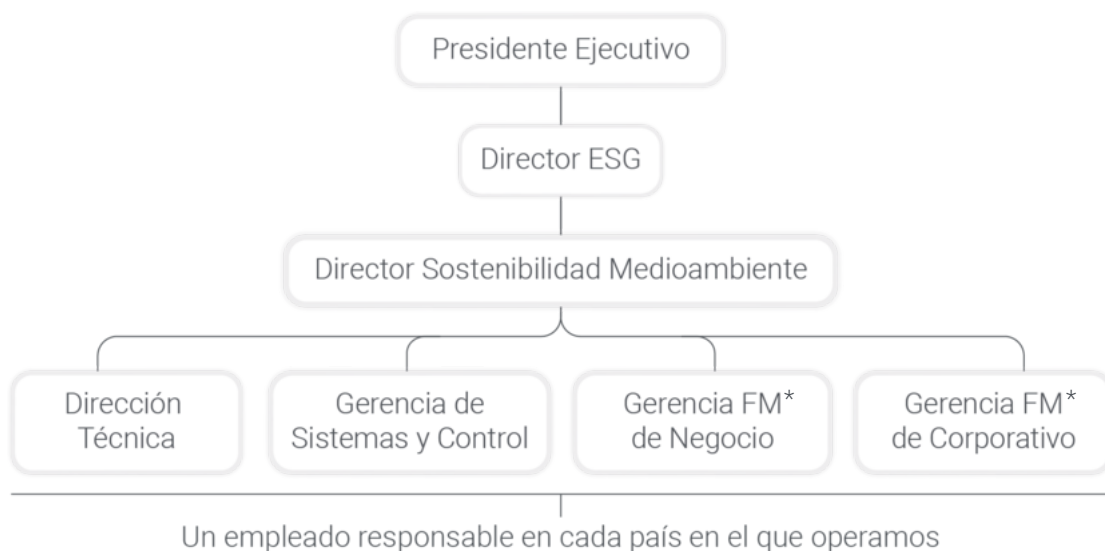 Presidente Ejecutivo
Director ESG
Director Sostenibilidad Medioambiente
Dirección
Técnica
Gerencia de
Sistemas y Control
Gerencia FM*
de Negocio
Gerencia FM*
de Corporativo
Un empleado responsable en cada país en el que operamos